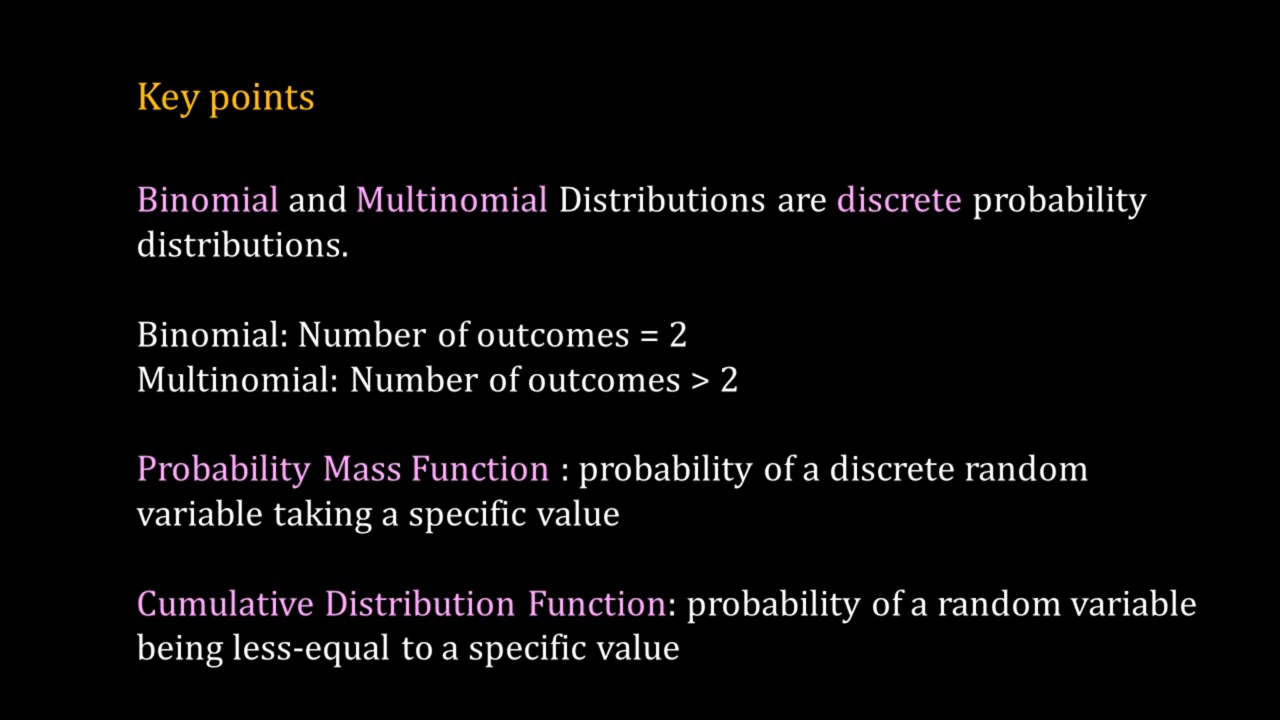 Key points
Binomial and Multinomial Distributions are discrete probability
distributions.
Binomial: Number of outcomes = 2
Multinomial: Number of outcomes > 2
Probability Mass Function : probability of a discrete random
variable taking a specific value
Cumulative Distribution Function: probability of a random variable
being less-equal to a specific value